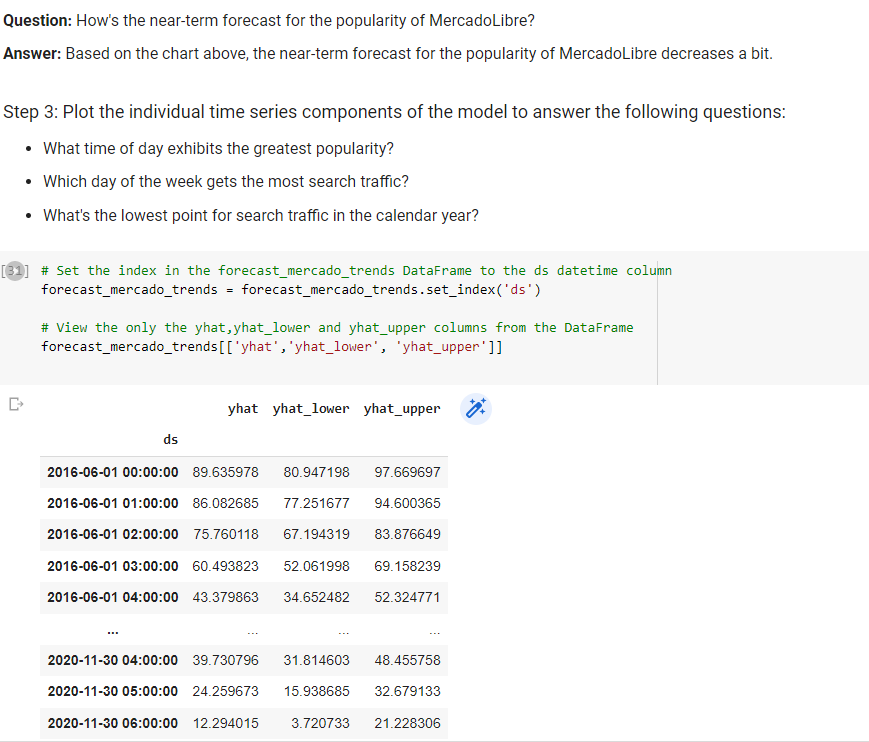 Question: How's the near-term forecast for the popularity of MercadoLibre?
Answer: Based on the chart above, the near-term forecast for the popularity of MercadoLibre decreases a bit.
Step 3: Plot the individual time series components of the model to answer the following questions:
• What time of day exhibits the greatest popularity?
• Which day of the week gets the most search traffic?
• What's the lowest point for search traffic in the calendar year?
[31] # Set the index in the forecast_mercado_trends DataFrame to the ds datetime column
forecast_mercado_trends = forecast_mercado_trends.set_index('ds')
# View the only the yhat,yhat_lower and yhat_upper columns from the DataFrame
forecast_mercado_trends[['yhat','yhat_lower', 'yhat_upper']]
yhat yhat_lower yhat_upper
ds
2016-06-01 00:00:00 89.635978 80.947198 97.669697
2016-06-01 01:00:00 86.082685 77.251677 94.600365
2016-06-01 02:00:00 75.760118 67.194319 83.876649
2016-06-01 03:00:00 60.493823 52.061998 69.158239
2016-06-01 04:00:00 43.379863 34.652482 52.324771
... ... ... ...
2020-11-30 04:00:00 39.730796 31.814603 48.455758
2020-11-30 05:00:00 24.259673 15.938685 32.679133
2020-11-30 06:00:00 12.294015 3.720733 21.228306